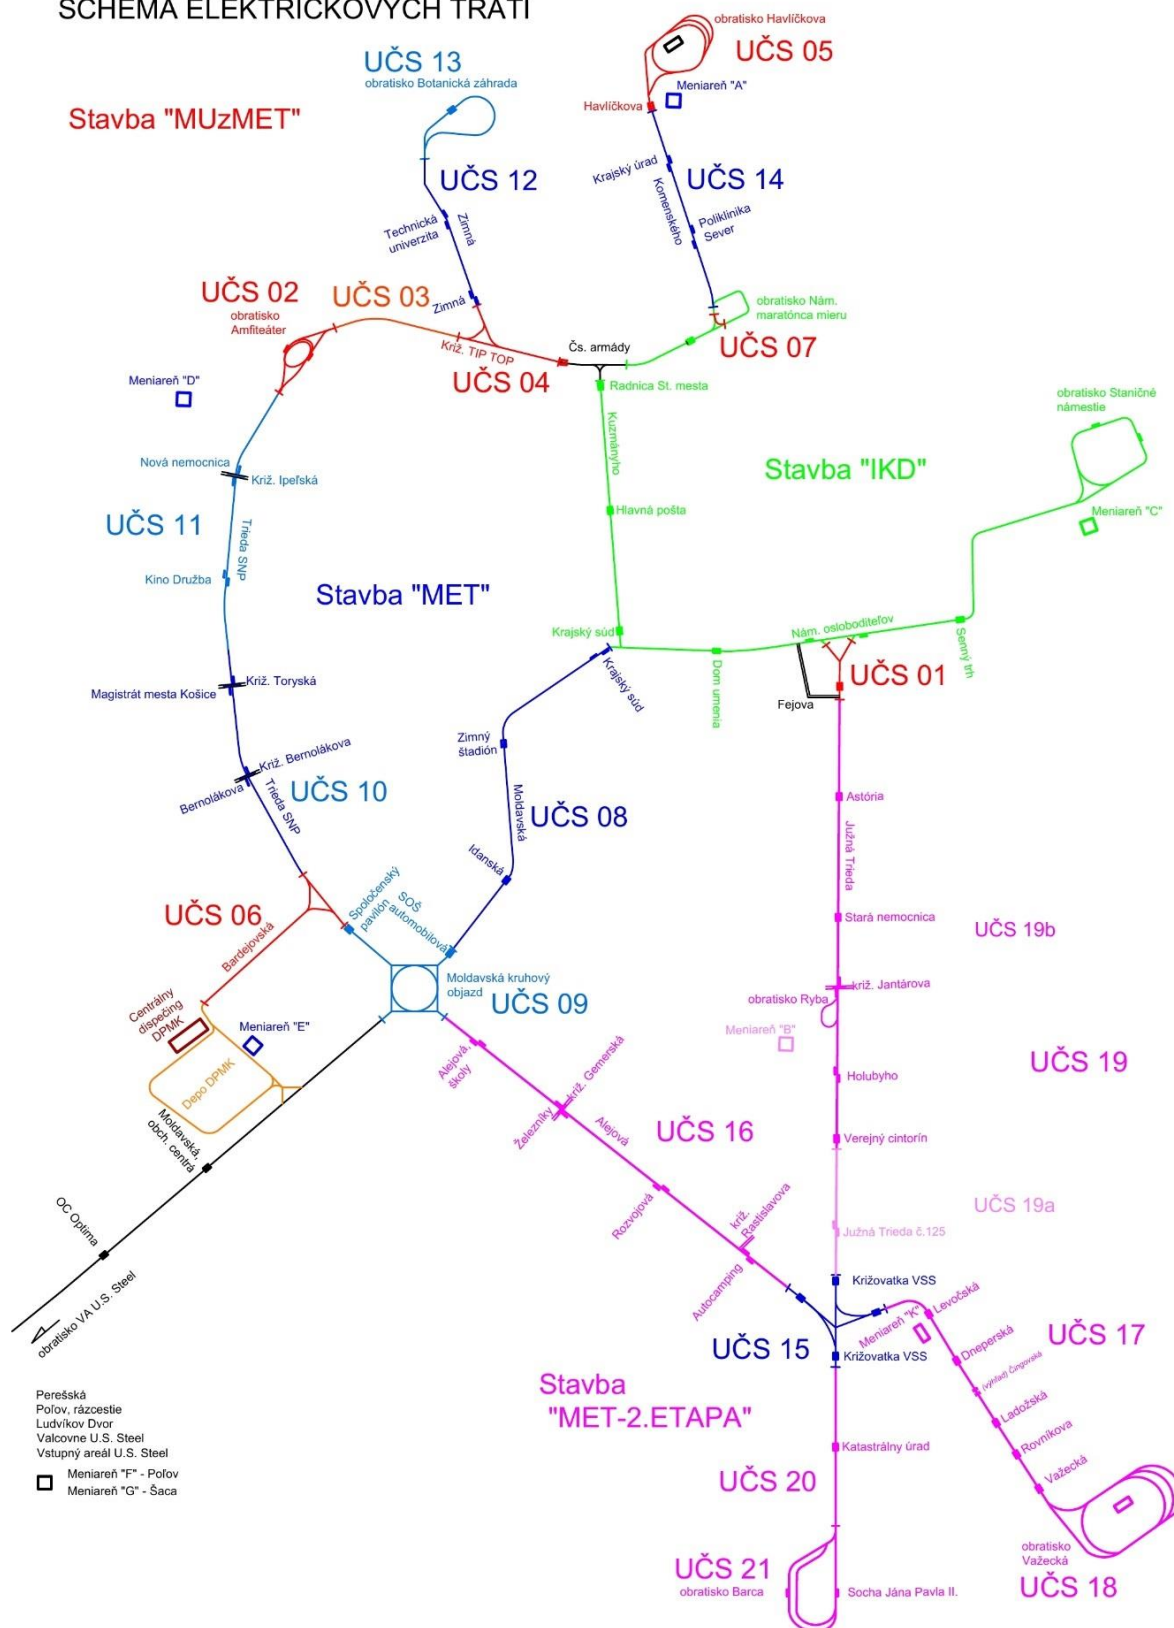 SCHÉMA ELEKTRIČKOVÝCH TRATÍ
obratisko Havlíčkova
UČS 05
UČS 13
obratisko Botanická záhrada
Meniareň "A"
Havlíčkova
Stavba "MUzMET"
Krajský úrad
UČS 14
UČS 12
Komenského
Poliklinika
Sever
Technická
univerzita
Zimná
Zimná
UČS 02
obratisko
Amfiteáter
UČS 03
obratisko Nám.
maratónca mieru
Križ. TIP TOP
Čs. armády
UČS 07
UČS 04
Meniareň "D"
Radnica St. mesta
obratisko Staničné
námestie
Kuzmányho
Nová nemocnica
Križ. Ipeľská
Stavba "IKD"
Hlavná pošta
Meniareň "C"
UČS 11
Trieda SNP
Kino Družba
Stavba "MET"
Krajský súd
Nám. osloboditeľov
Senný trh
Krajský súd
Dom umenia
UČS 01
Fejova
Križ. Toryská
Magistrát mesta Košice
Zimný
štadión
Križ. Bernolákova
Bernolákova
Trieda SNP
UČS 10
Moldavská
UČS 08
Astória
Južná Trieda
Idanská
Spoločenský
pavilón
SOŠ
automobilová
UČS 06
Bardejovská
Stará nemocnica
UČS 19b
Moldavská kruhový
objazd
UČS 09
križ. Jantárova
obratisko Ryba
Centrálny
dispečing
DPMK
Meniareň "E"
Meniareň "B"
Alejová,
školy
križ. Gemerská
Železníky
Holubyho
UČS 19
Depo DPMK
Alejová
UČS 16
Verejný cintorín
Moldavská,
obch. centrá
Rozvojová
križ.
Rastislavova
UČS 19a
OC Optima
Južná Trieda č.125
Autocamping
Križovatka VSS
obratisko VA U.S. Steel
Meniareň "K"
Levočská
UČS 15
Križovatka VSS
Dneperská
UČS 17
(výhľad) Čingovská
Stavba
"MET-2.ETAPA"
Ladožská
Perešská
Poľov, rázcestie
Ludvíkov Dvor
Valcovne U.S. Steel
Vstupný areál U.S. Steel
Meniareň "F" - Poľov
Meniareň "G" - Šaca
Katastrálny úrad
Rovníkova
Važecká
UČS 20
obratisko
Važecká
UČS 18
UČS 21
obratisko Barca
Socha Jána Pavla II.